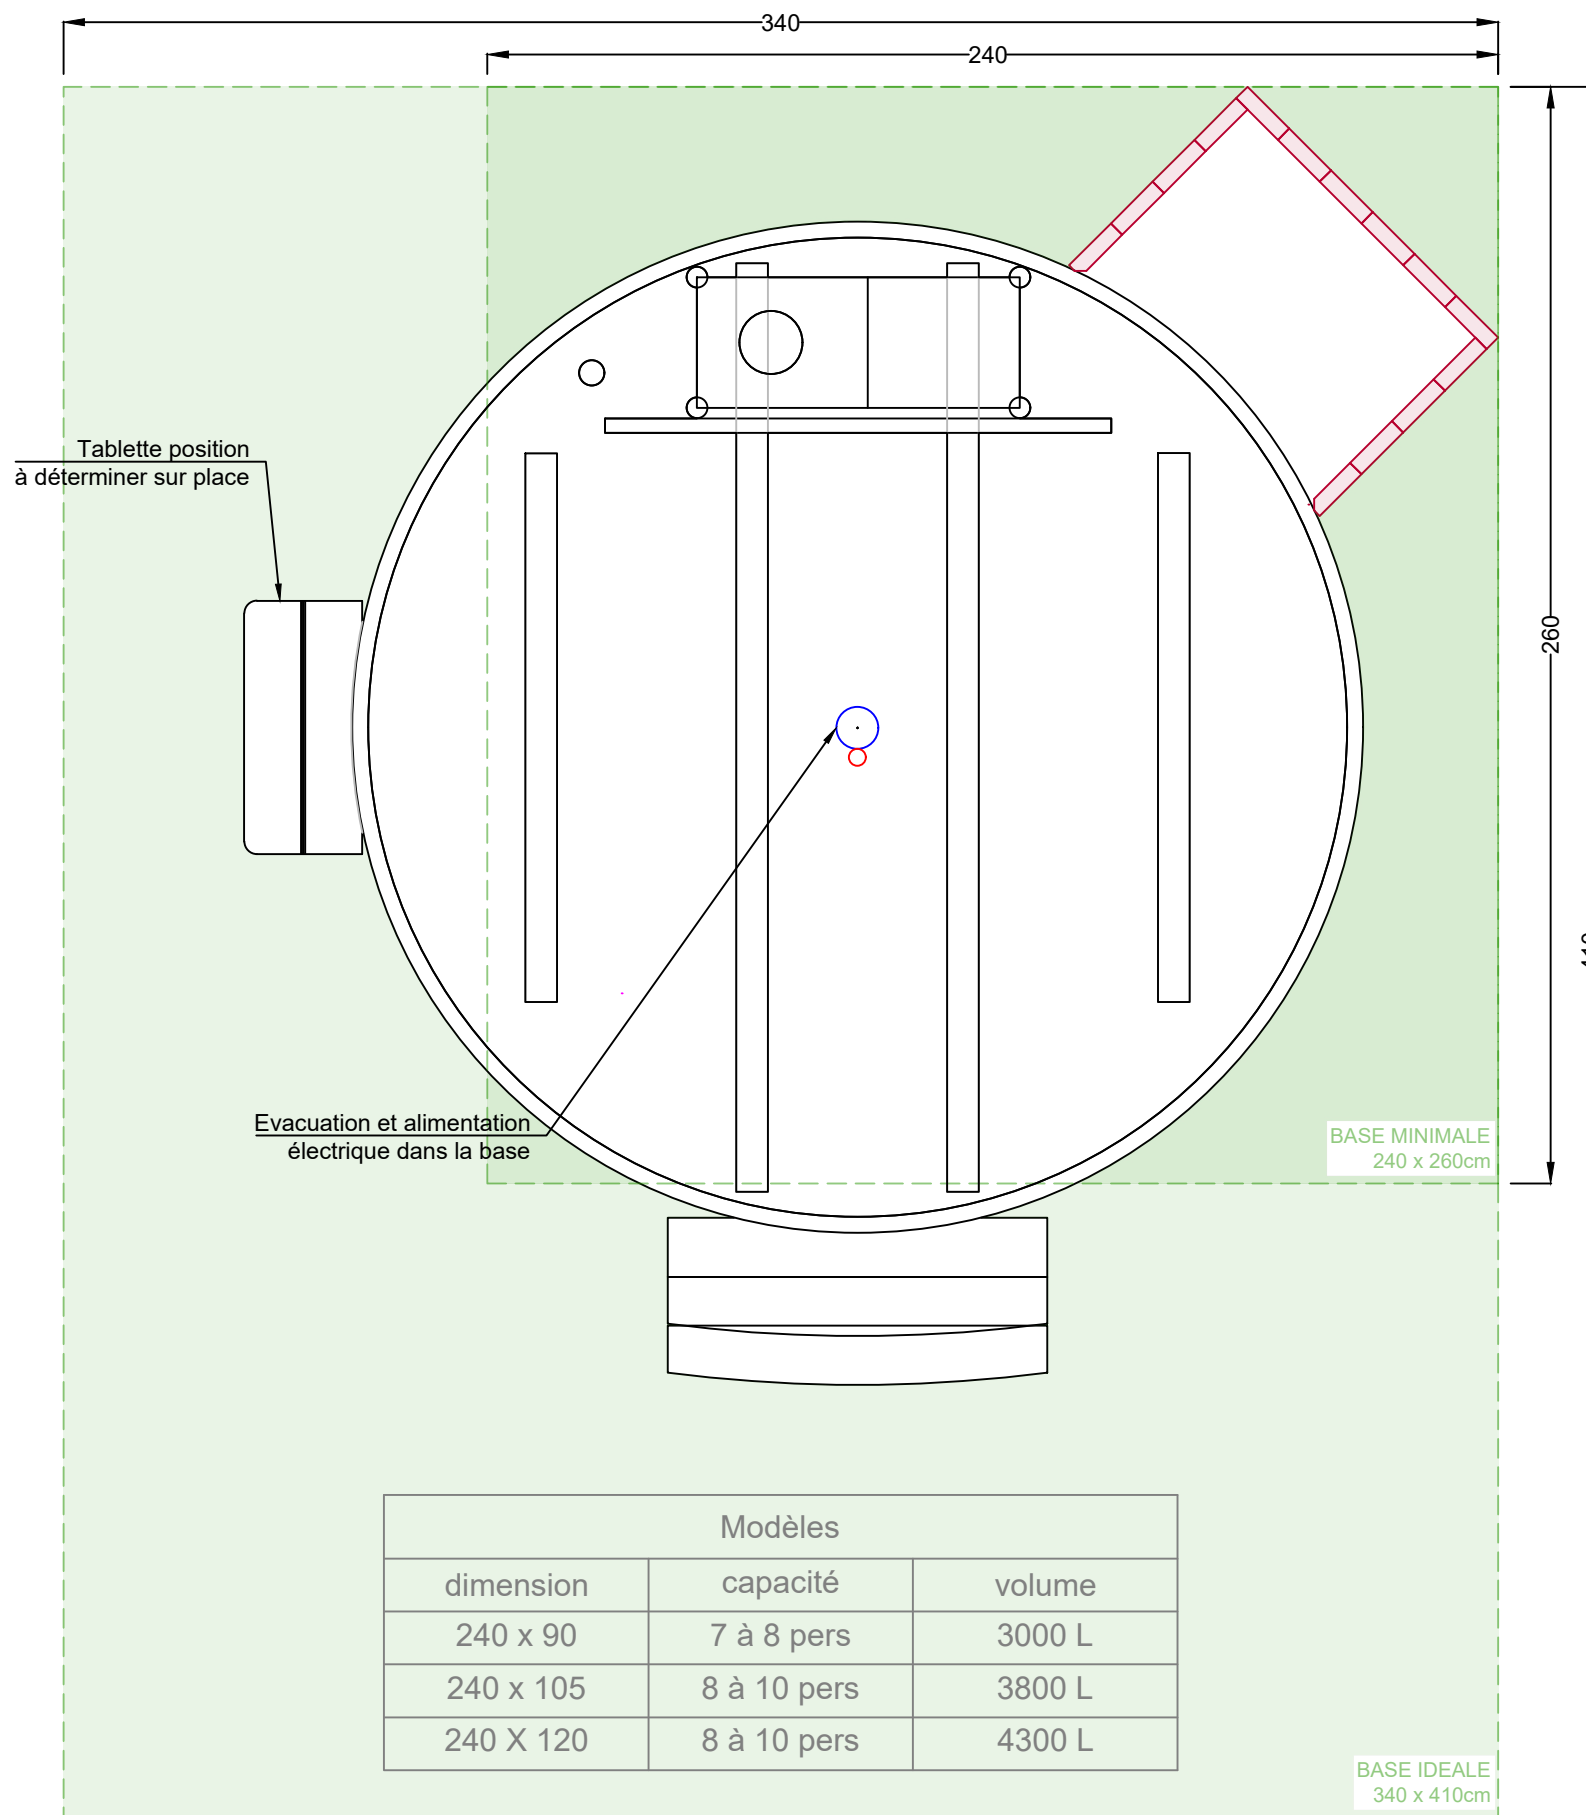 340
240
Tablette position
à déterminer sur place
260
Evacuation et alimentation
électrique dans la base
BASE MINIMALE
240 x 260cm
Modèles
dimension capacité volume
240 x 90 7 à 8 pers 3000 L
240 x 105 8 à 10 pers 3800 L
240 X 120 8 à 10 pers 4300 L
BASE IDEALE
340 x 410cm